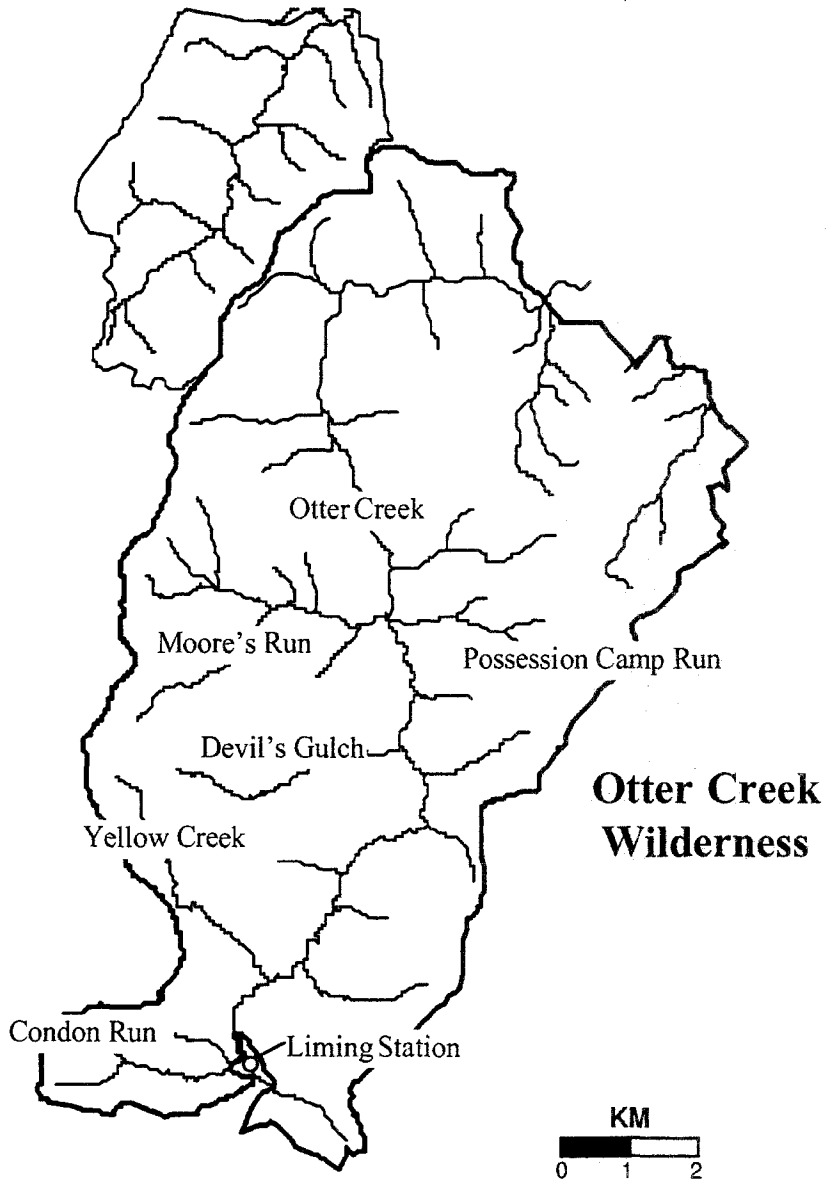 Otter Creek
Moore's Run
Possession Camp Run
Devil's Gulch
Otter Creek
Wilderness
Yellow Creek
Condon Run
Liming Station
KM
0 1 2